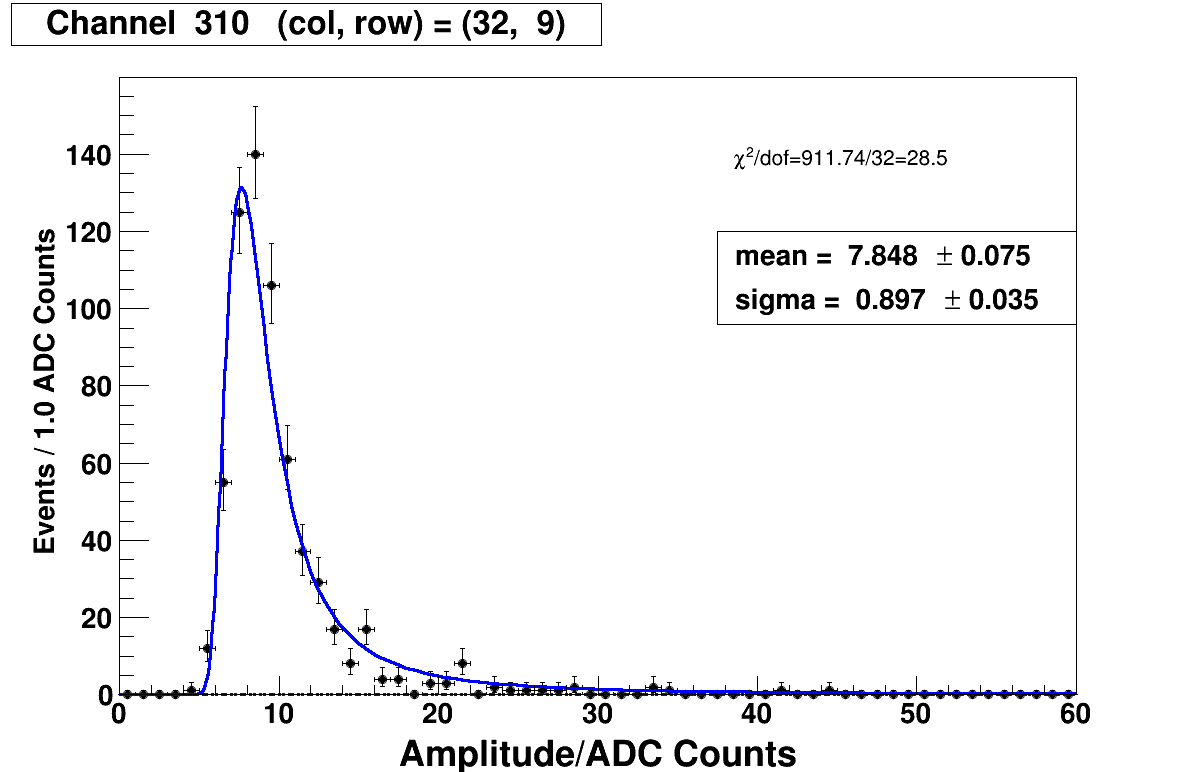 Channel 310 (col, row) = (32, 9)
χ²/dof=911.74/32=28.5
mean = 7.848 ± 0.075
sigma = 0.897 ± 0.035
Events / 1.0 ADC Counts
140
120
100
80
60
40
20
0
0 10 20 30 40 50 60
Amplitude/ADC Counts